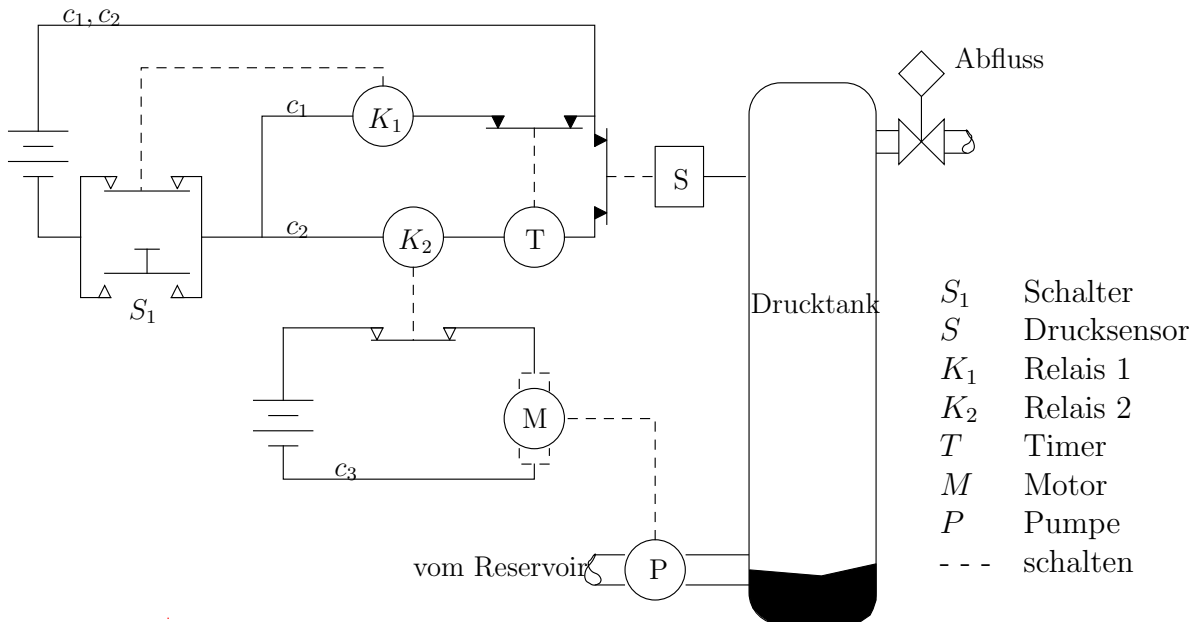 c₁, c₂
Abfluss
c₁
K₁
S
c₂
K₂
T
S₁
Drucktank
M
c₃
vom Reservoir
P
S₁ Schalter
S Drucksensor
K₁ Relais 1
K₂ Relais 2
T Timer
M Motor
P Pumpe
- - - schalten